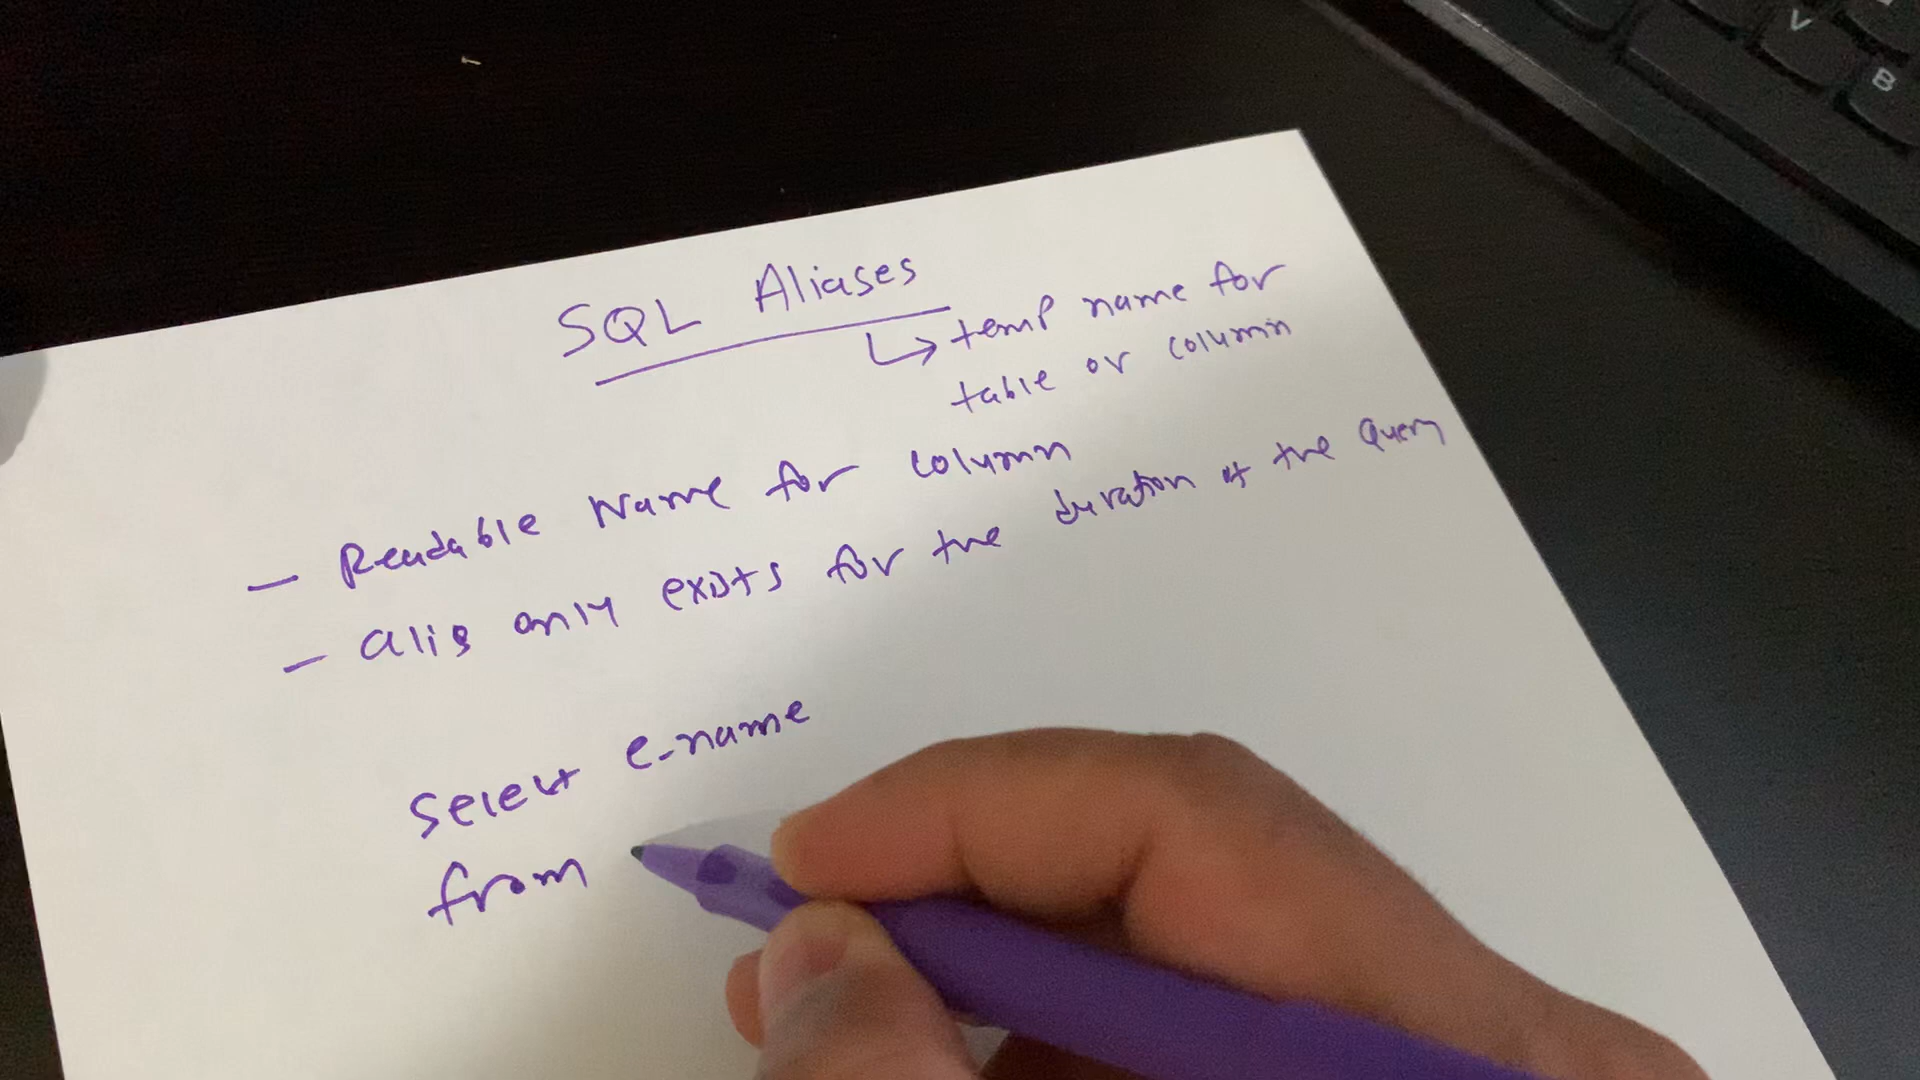 SQL Aliases
↳ temp name for
table or column
- Readable Name for column
- alis only exists for the duration of the Query
Select e-name
from
V
B